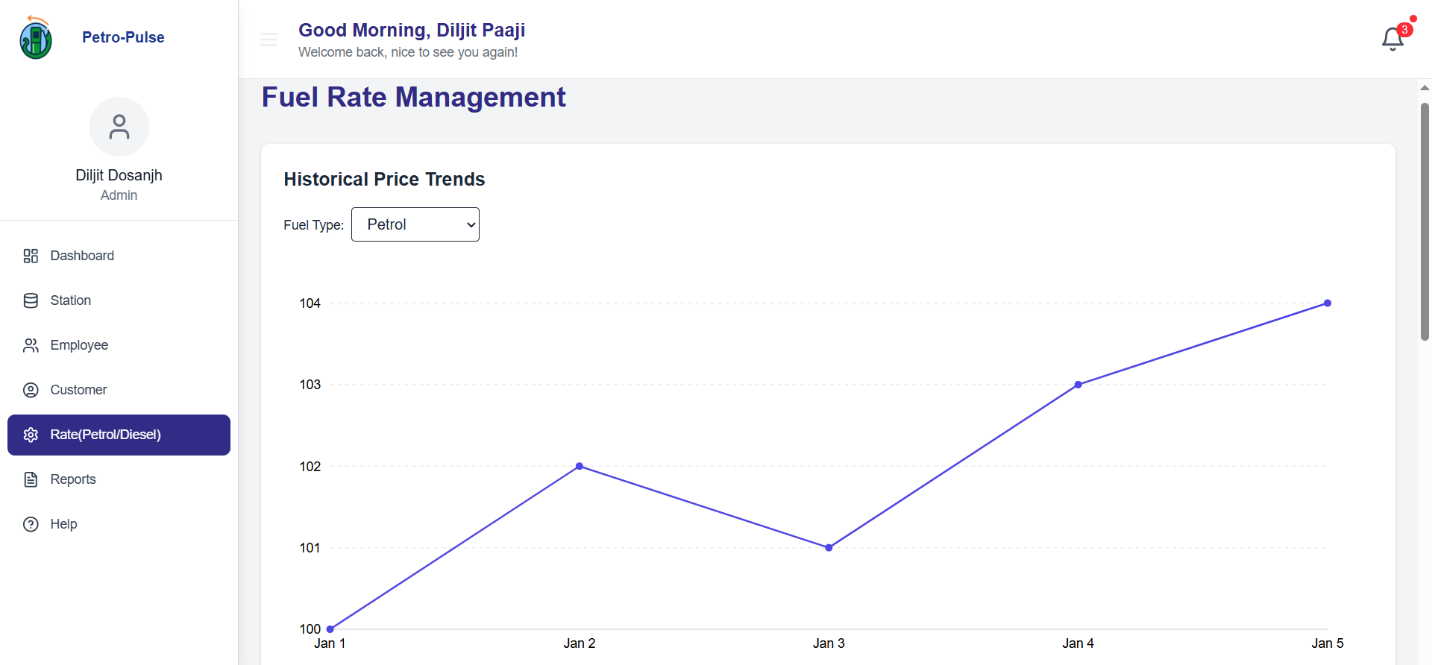 Petro-Pulse
Diljit Dosanjh
Admin
Dashboard
Station
Employee
Customer
Rate(Petrol/Diesel)
Reports
Help
Good Morning, Diljit Paaji
Welcome back, nice to see you again!
3
Fuel Rate Management
Historical Price Trends
Fuel Type: Petrol
104
103
102
101
100
Jan 1 Jan 2 Jan 3 Jan 4 Jan 5